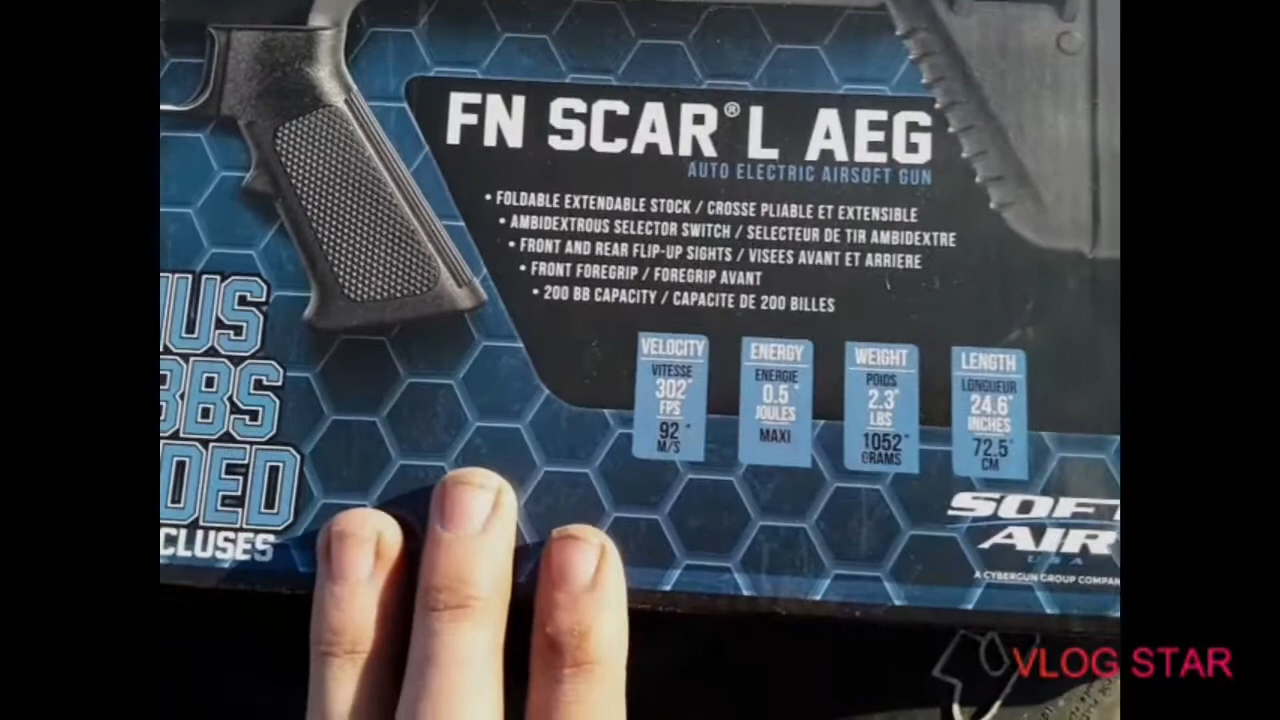 FN SCAR® L AEG
AUTO ELECTRIC AIRSOFT GUN
• FOLDABLE EXTENDABLE STOCK / CROSSE PLIABLE ET EXTENSIBLE
• AMBIDEXTROUS SELECTOR SWITCH / SELECTEUR DE TIR AMBIDEXTRE
• FRONT AND REAR FLIP-UP SIGHTS / VISEES AVANT ET ARRIERE
• FRONT FOREGRIP / FOREGRIP AVANT
• 200 BB CAPACITY / CAPACITE DE 200 BILLES
VELOCITY
VITESSE
302*
FPS
92*
M/S
ENERGY
ENERGIE
0.5*
JOULES
MAXI
WEIGHT
POIDS
2.3*
LBS
1052*
GRAMS
LENGTH
LONGUEUR
24.6*
INCHES
72.5*
CM
NUS
BBS
DED
CLUSES
SOFT
AIR
USA
A CYBERGUN GROUP COMPAN
VLOG STAR